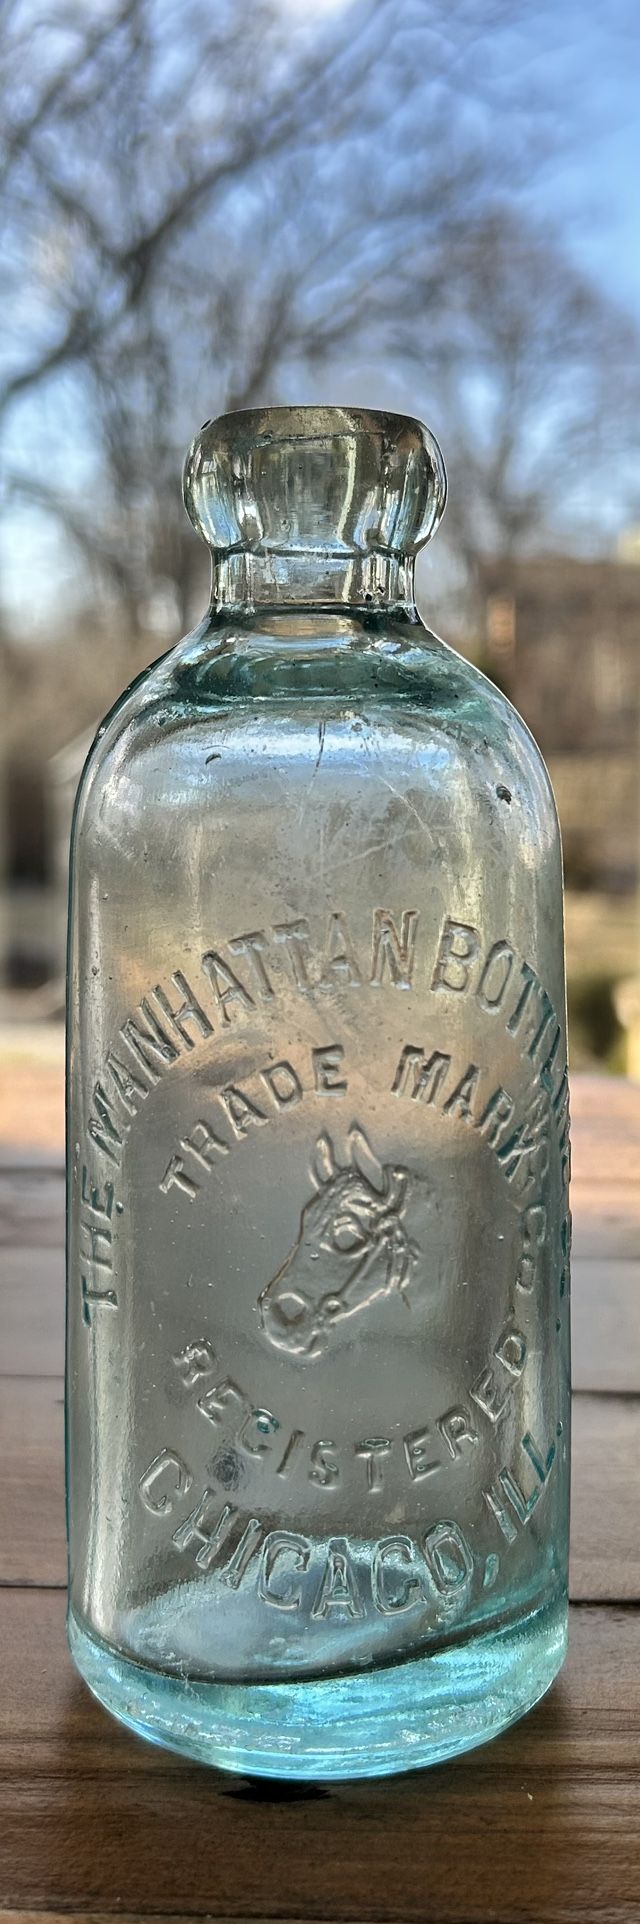 THE MANHATTAN BOTTLING CO.
TRADE MARK
REGISTERED
CHICAGO, ILL.